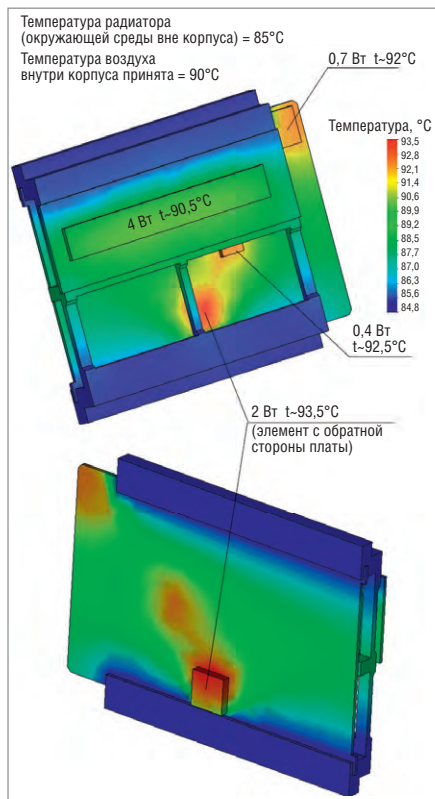 Температура радиатора
(окружающей среды вне корпуса) = 85°С
Температура воздуха
внутри корпуса принята = 90°С
0,7 Вт t~92°С
Температура, °С
93,5
92,8
92,1
91,4
90,6
89,9
89,2
88,5
87,7
87,0
86,3
85,6
84,8
4 Вт t~90,5°С
0,4 Вт
t~92,5°С
2 Вт t~93,5°С
(элемент с обратной
стороны платы)